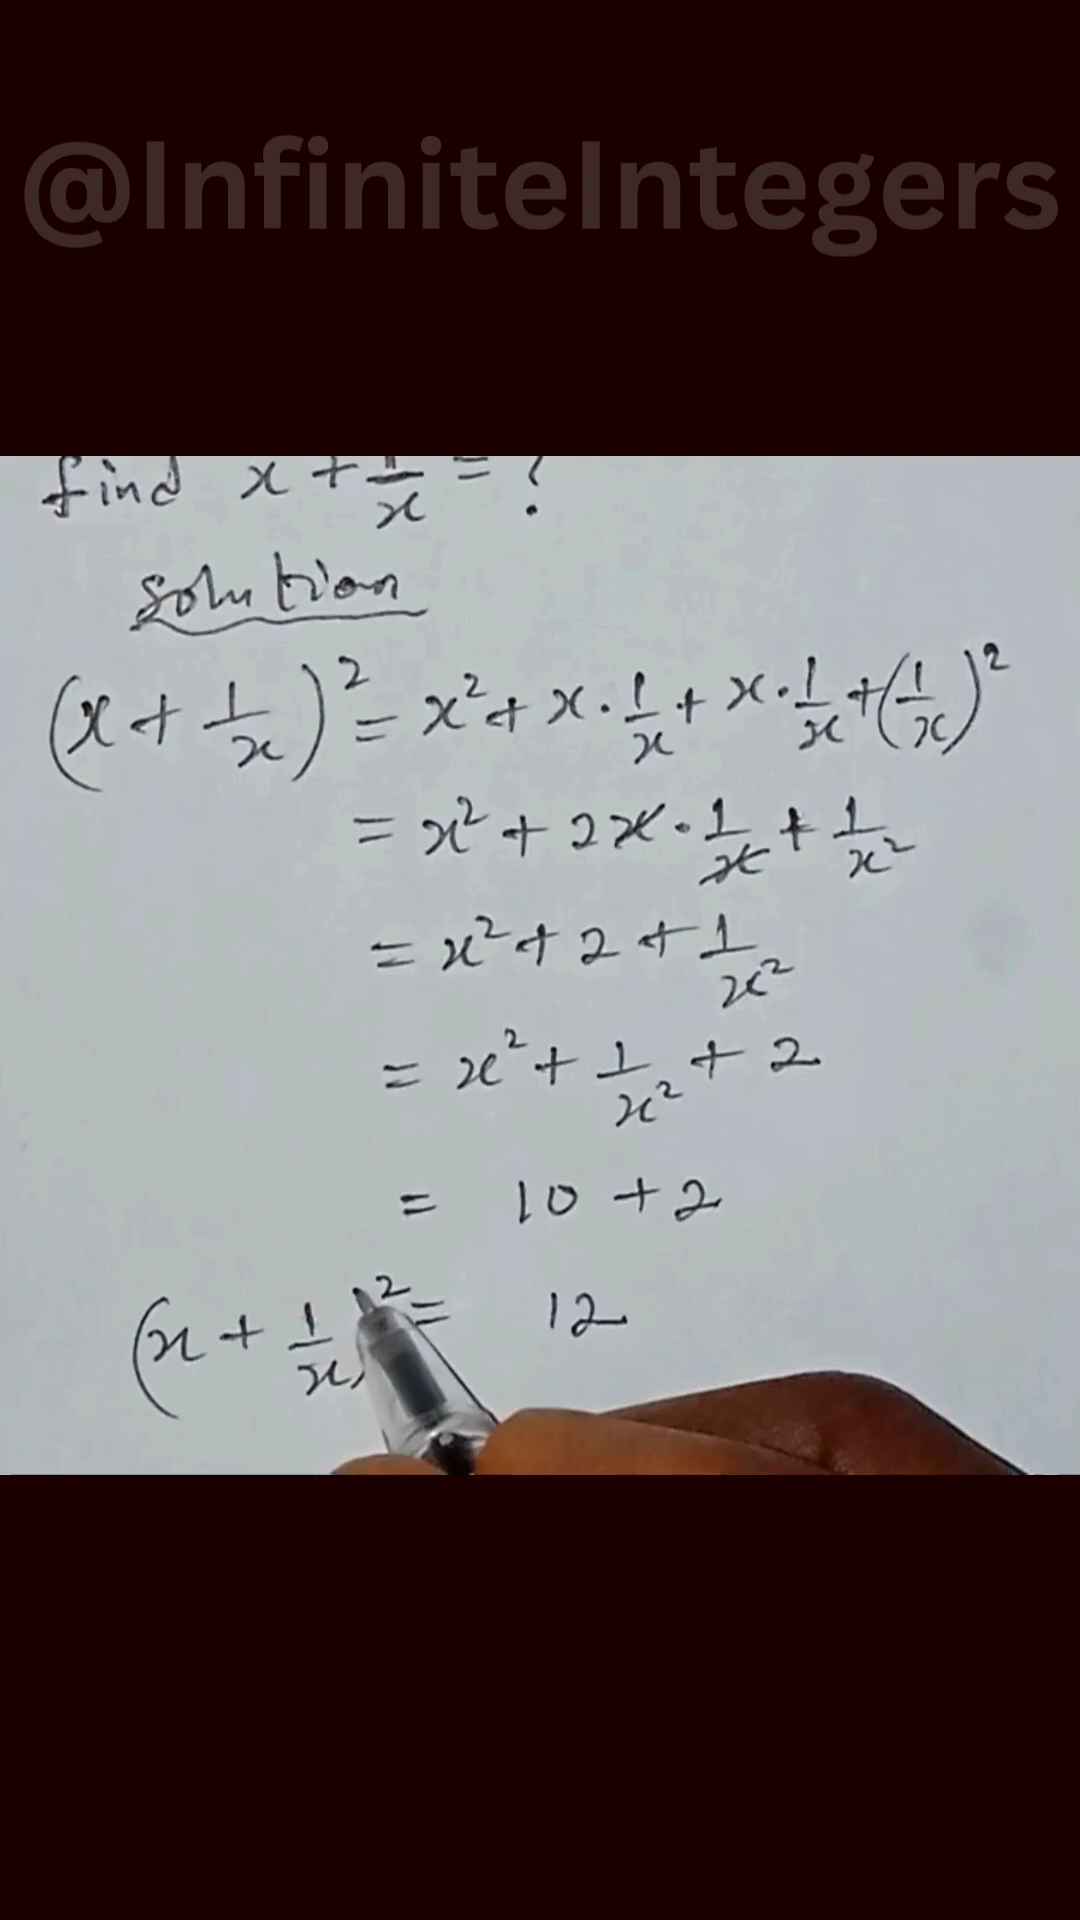 @InfiniteIntegers
find x + 1/x = ?
solution
(x + 1/x)² = x² + x · 1/x + x · 1/x + (1/x)²
= x² + 2x · 1/x + 1/x²
= x² + 2 + 1/x²
= x² + 1/x² + 2
= 10 + 2
(x + 1/x)² = 12